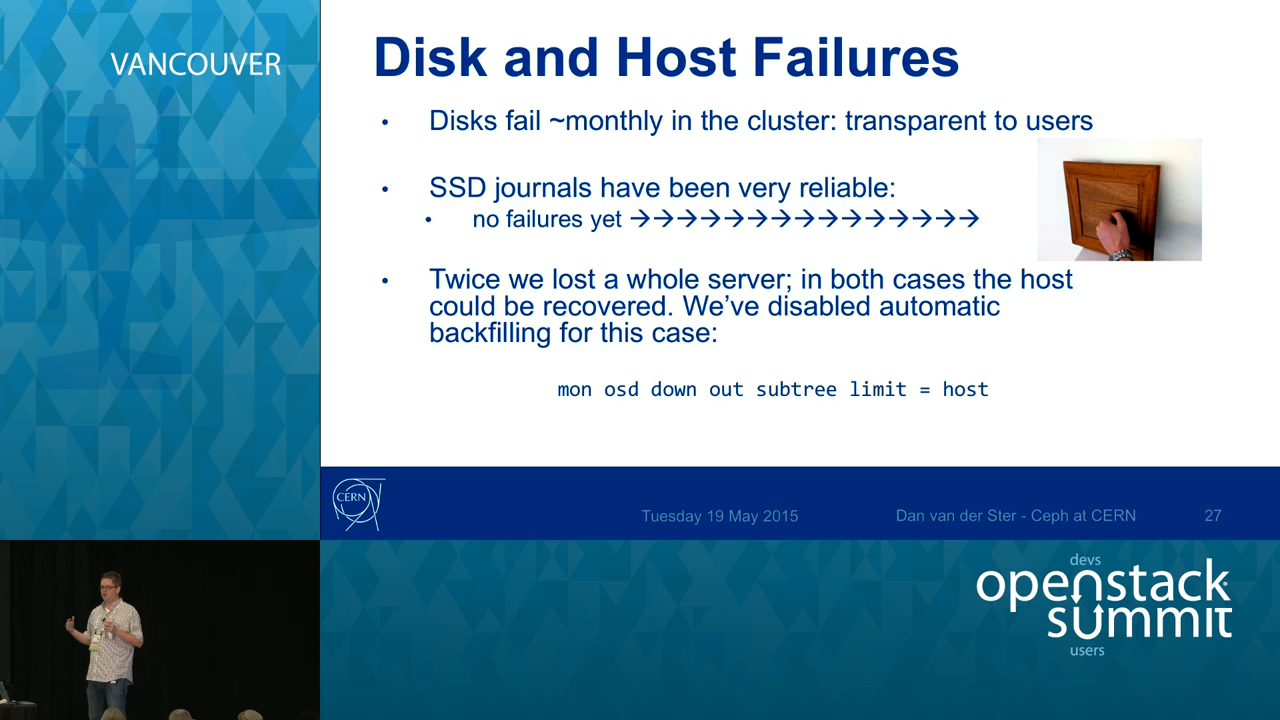 VANCOUVER
Disk and Host Failures
• Disks fail ~monthly in the cluster: transparent to users
• SSD journals have been very reliable:
• no failures yet →→→→→→→→→→→→→→→
• Twice we lost a whole server; in both cases the host
could be recovered. We’ve disabled automatic
backfilling for this case:
mon osd down out subtree limit = host
CERN
Tuesday 19 May 2015
Dan van der Ster - Ceph at CERN
27
devs
openstack
summit
users